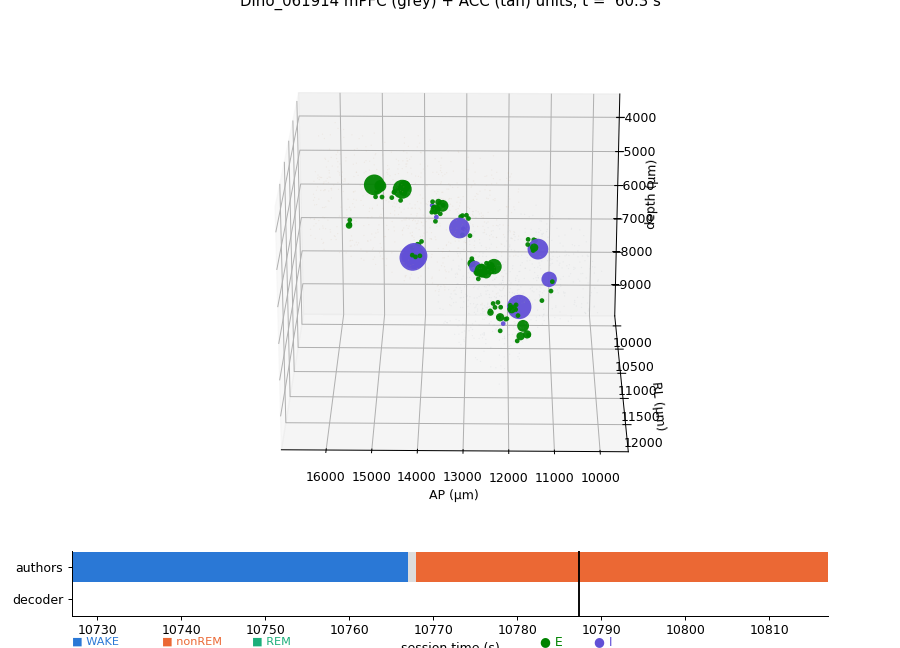 Dino_061914 mPFC (grey) + ACC (tan) units, t = 60.3 s
4000
5000
6000
7000
8000
9000
depth (μm)
10000
10500
11000
11500
12000
(μm)
16000 15000 14000 13000 12000 11000 10000
AP (μm)
authors
decoder
10730 10740 10750 10760 10770 10780 10790 10800 10810
WAKE nonREM REM E I
session time (s)